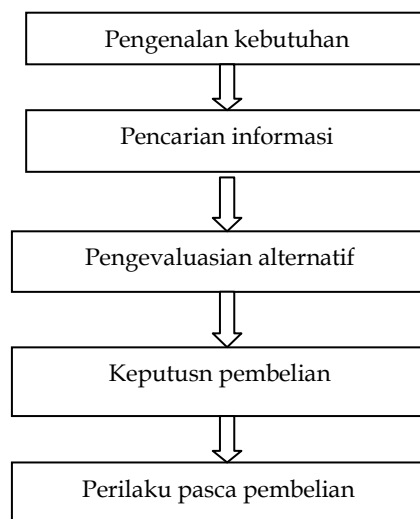 Pengenalan kebutuhan
Pencarian informasi
Pengevaluasian alternatif
Keputusn pembelian
Perilaku pasca pembelian